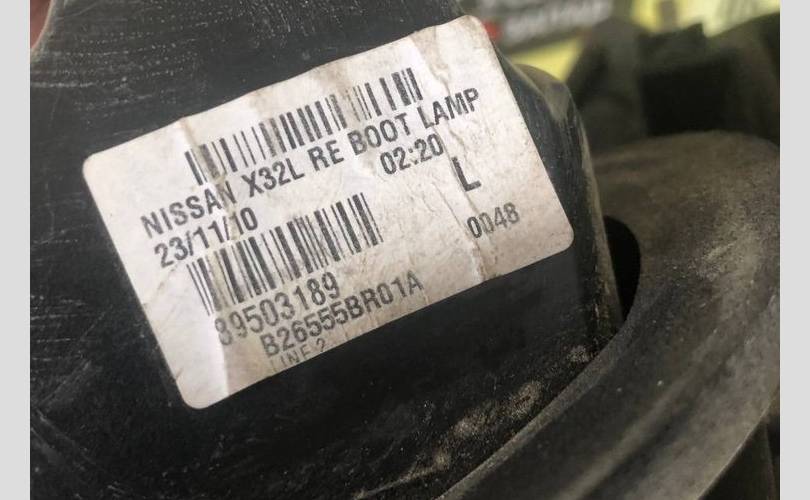 NISSAN X32L RE BOOT LAMP
23/11/10 02:20 L
89503189 0048
B26555BR01A
LINE 2